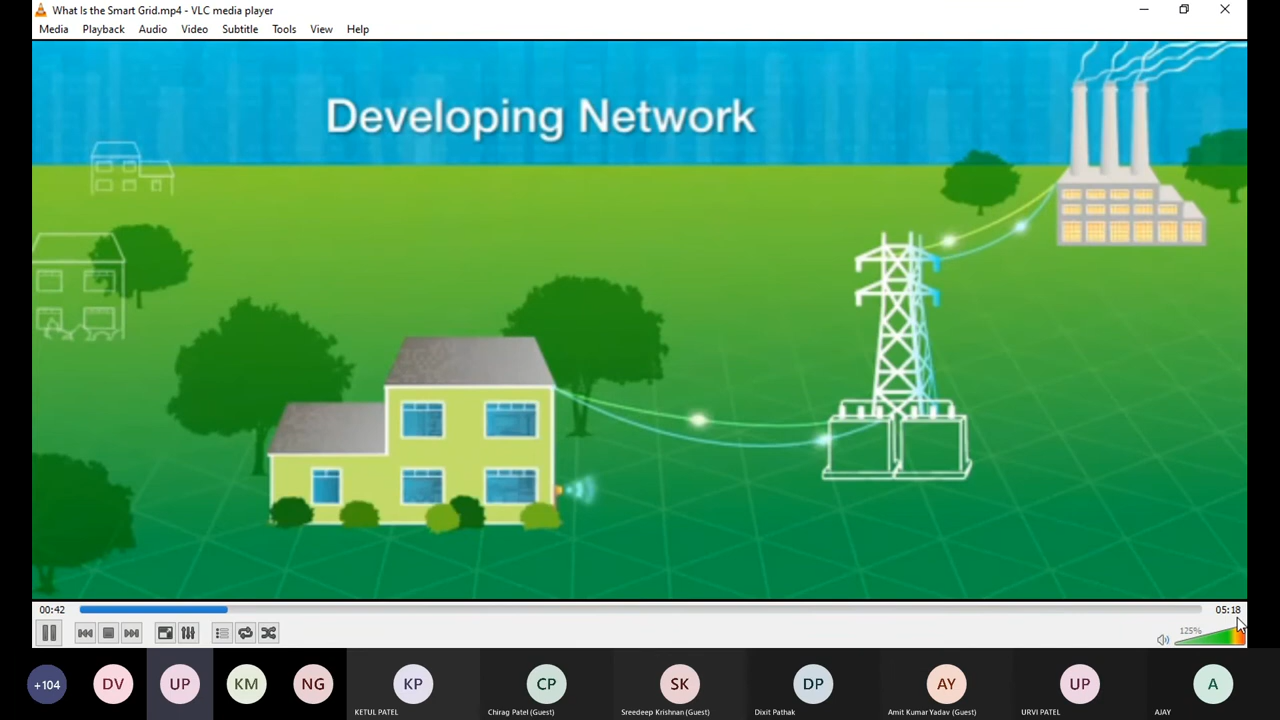 What Is the Smart Grid.mp4 - VLC media player
Media Playback Audio Video Subtitle Tools View Help
Developing Network
00:42
05:18
125%
+104 DV UP KM NG KP CP SK DP AY UP A
KETUL PATEL Chirag Patel (Guest) Sreedeep Krishnan (Guest) Dixit Pathak Amit Kumar Yadav (Guest) URVI PATEL AJAY